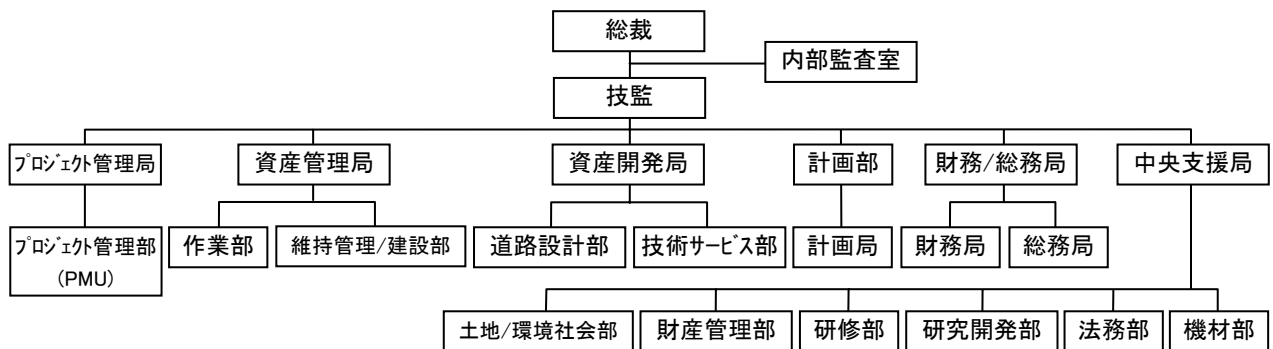 総裁
内部監査室
技監
プロジェクト管理局
資産管理局
資産開発局
計画部
財務/総務局
中央支援局
プロジェクト管理部
(PMU)
作業部
維持管理/建設部
道路設計部
技術サービス部
計画局
財務局
総務局
土地/環境社会部
財産管理部
研修部
研究開発部
法務部
機材部